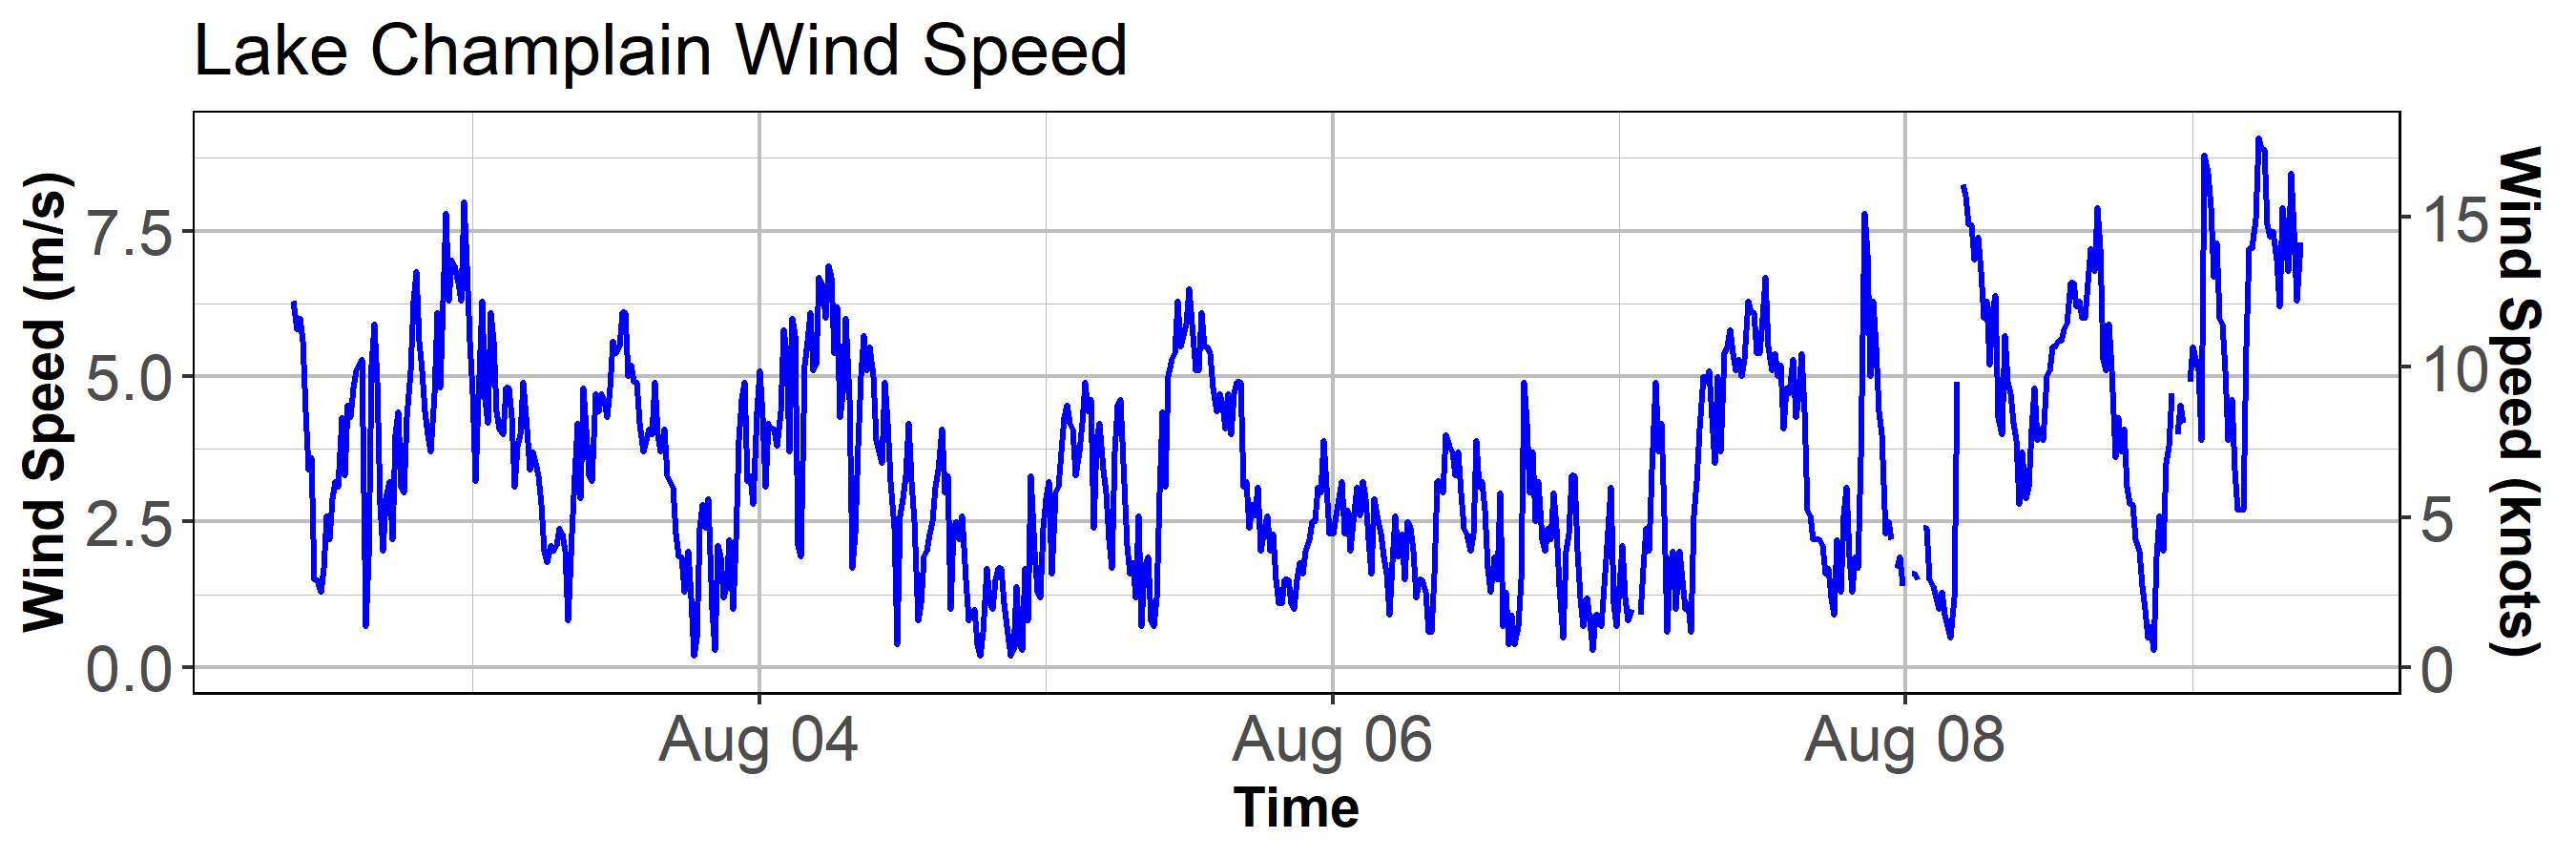 Lake Champlain Wind Speed
Wind Speed (m/s)
7.5
5.0
2.5
0.0
15
10
5
0
Wind Speed (knots)
Aug 04
Aug 06
Aug 08
Time